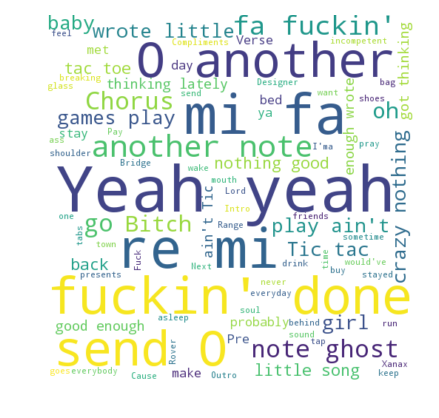 baby wrote little fa fuckin'
feel Compliments met Verse O another incompetent
tac toe day
breaking thinking lately Designer bag
glass Chorus send bed mi fa want shoes oh got thinking
games play ya
stay Pay enough wrote
ass another note I'ma pray
shoulder Bridge nothing good crazy nothing
wake
mouth Lord
Yeah yeah
Intro
one go Bitch ain't Tic Range friends play ain't
tabs re mi Tic tac sometime
town back Fuck Next drink time buy would've stayed
presents never
soul everyday
fuckin' done
asleep
good enough probably behind girl run
send O sound tap
Rover Pre note ghost
goes everybody make little song Xanax
Cause Outro keep